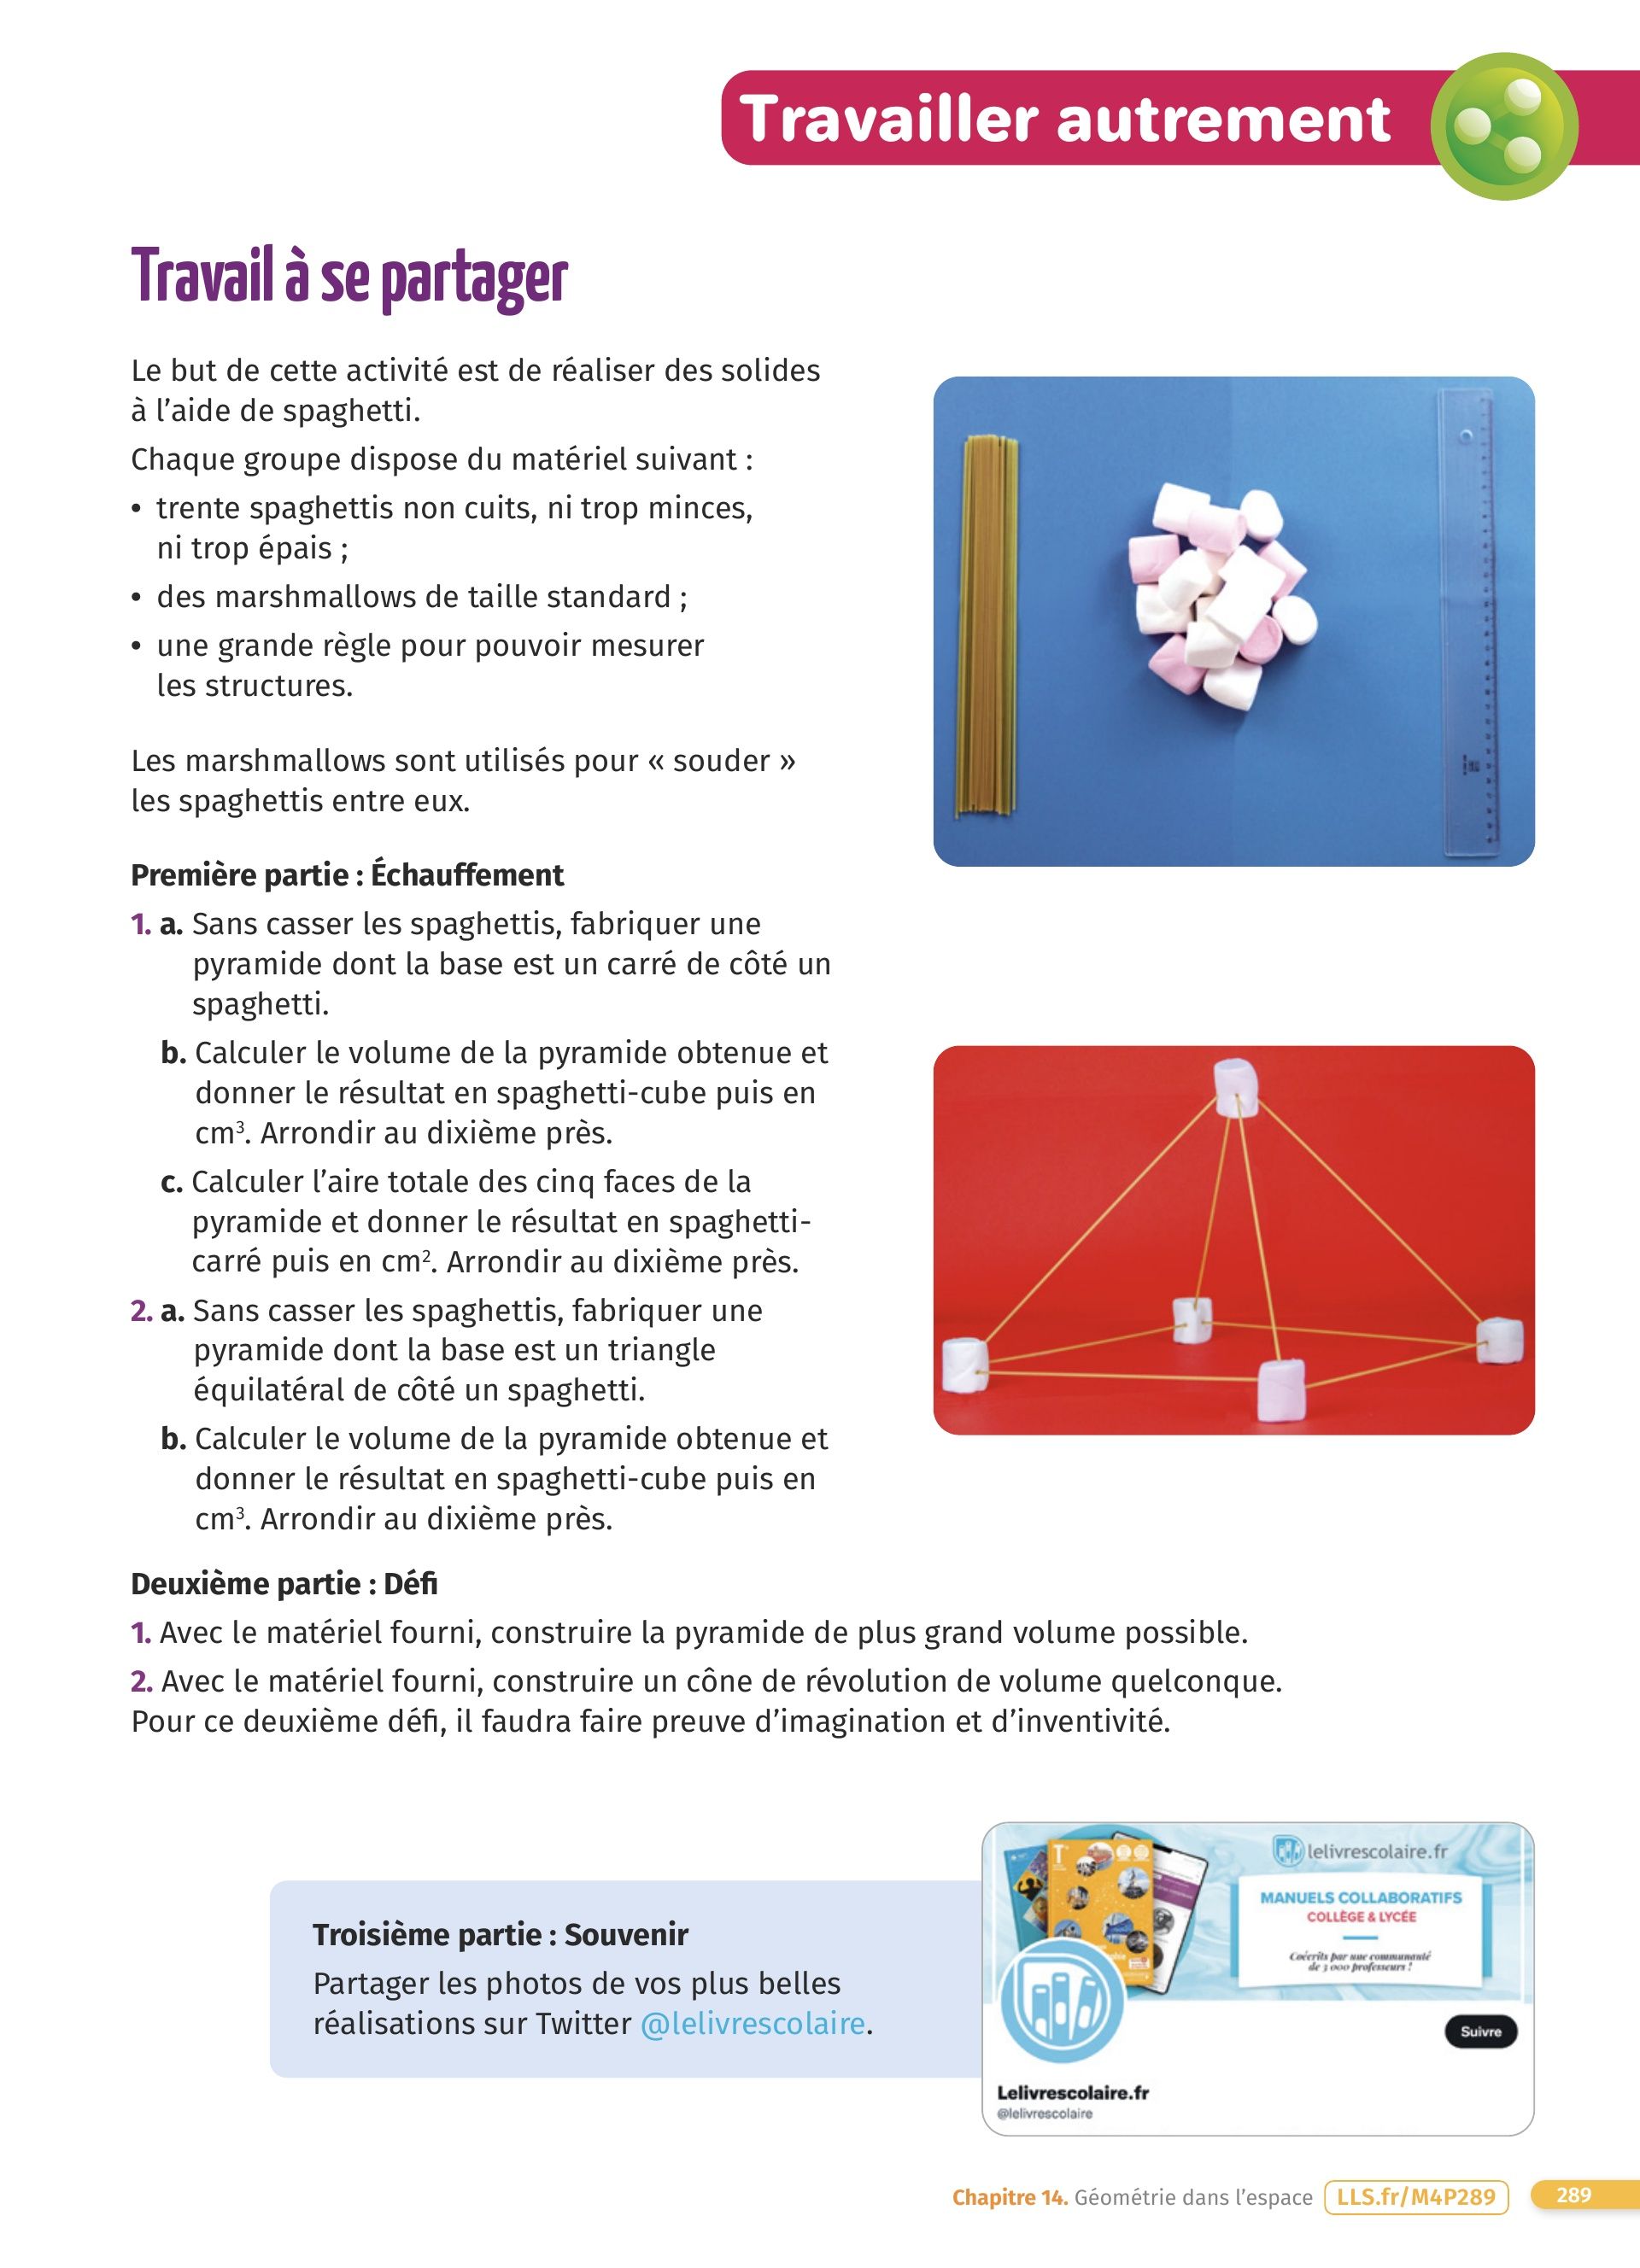 Travailler autrement
Travail à se partager
Le but de cette activité est de réaliser des solides
à l’aide de spaghetti.
Chaque groupe dispose du matériel suivant :
• trente spaghettis non cuits, ni trop minces,
ni trop épais ;
• des marshmallows de taille standard ;
• une grande règle pour pouvoir mesurer
les structures.
Les marshmallows sont utilisés pour « souder »
les spaghettis entre eux.
Première partie : Échauffement
1. a. Sans casser les spaghettis, fabriquer une
pyramide dont la base est un carré de côté un
spaghetti.
b. Calculer le volume de la pyramide obtenue et
donner le résultat en spaghetti-cube puis en
cm³. Arrondir au dixième près.
c. Calculer l’aire totale des cinq faces de la
pyramide et donner le résultat en spaghetti-
carré puis en cm². Arrondir au dixième près.
2. a. Sans casser les spaghettis, fabriquer une
pyramide dont la base est un triangle
équilatéral de côté un spaghetti.
b. Calculer le volume de la pyramide obtenue et
donner le résultat en spaghetti-cube puis en
cm³. Arrondir au dixième près.
Deuxième partie : Défi
1. Avec le matériel fourni, construire la pyramide de plus grand volume possible.
2. Avec le matériel fourni, construire un cône de révolution de volume quelconque.
Pour ce deuxième défi, il faudra faire preuve d’imagination et d’inventivité.
Troisième partie : Souvenir
Partager les photos de vos plus belles
réalisations sur Twitter @lelivrescolaire.
lelivrescolaire.fr
MANUELS COLLABORATIFS
COLLÈGE & LYCÉE
Coécrits par une communauté
de 3 000 professeurs !
Suivre
Lelivrescolaire.fr
@lelivrescolaire
Chapitre 14. Géométrie dans l’espace LLS.fr/M4P289 289